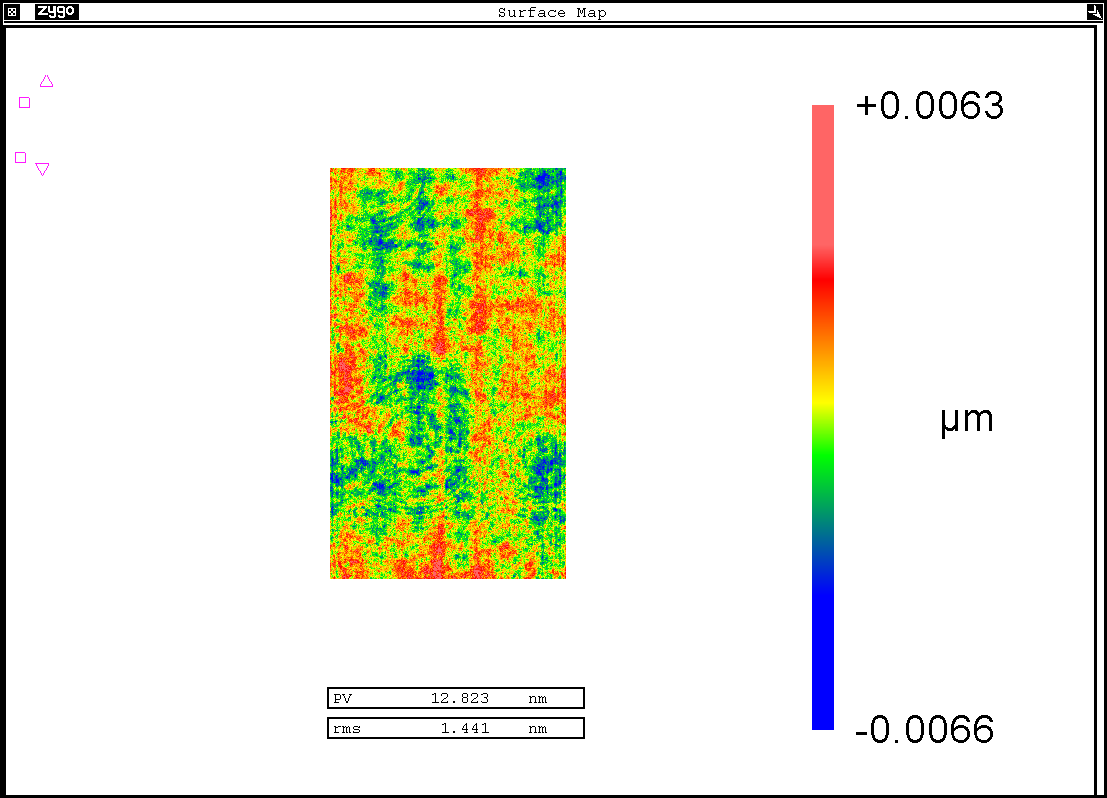 zygo
Surface Map
+0.0063
µm
-0.0066
PV 12.823 nm
rms 1.441 nm